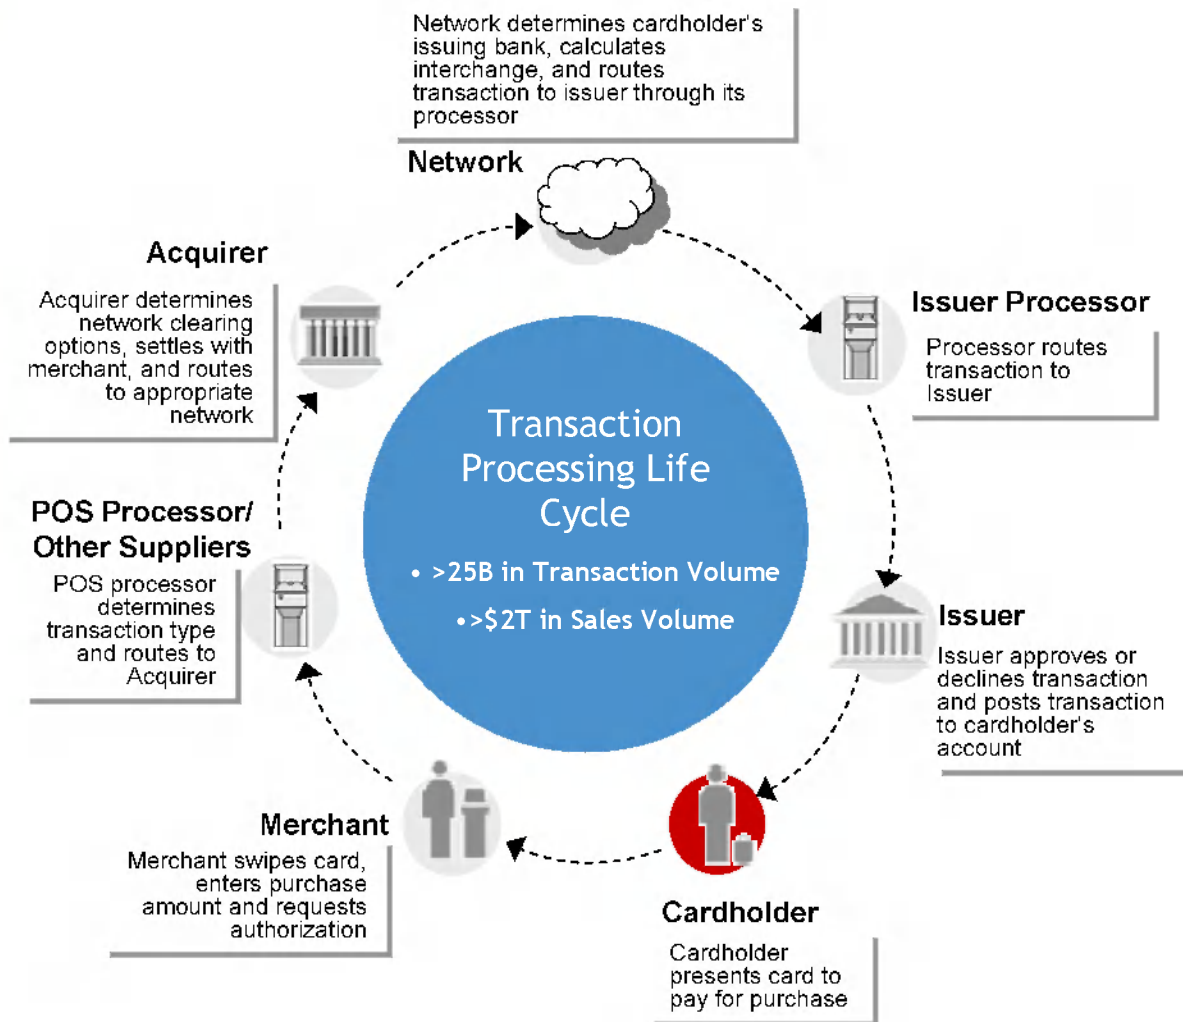 Network determines cardholder's
issuing bank, calculates
interchange, and routes
transaction to issuer through its
processor
Network
Acquirer
Acquirer determines
network clearing
options, settles with
merchant, and routes
to appropriate
network
Issuer Processor
Processor routes
transaction to
Issuer
Transaction
Processing Life
Cycle
• >25B in Transaction Volume
•>$2T in Sales Volume
POS Processor/
Other Suppliers
POS processor
determines
transaction type
and routes to
Acquirer
Issuer
Issuer approves or
declines transaction
and posts transaction
to cardholder's
account
Merchant
Merchant swipes card,
enters purchase
amount and requests
authorization
Cardholder
Cardholder
presents card to
pay for purchase